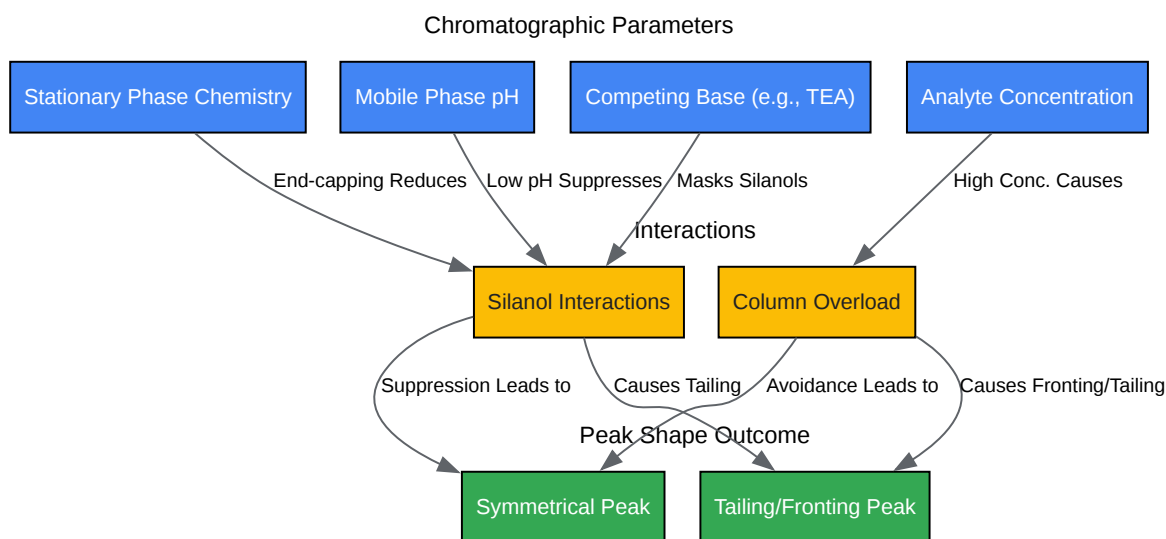 Chromatographic Parameters
Stationary Phase Chemistry
Mobile Phase pH
Competing Base (e.g., TEA)
Analyte Concentration
End-capping Reduces
Low pH Suppresses
Masks Silanols
High Conc. Causes
Interactions
Silanol Interactions
Column Overload
Suppression Leads to
Causes Tailing
Avoidance Leads to
Causes Fronting/Tailing
Peak Shape Outcome
Symmetrical Peak
Tailing/Fronting Peak